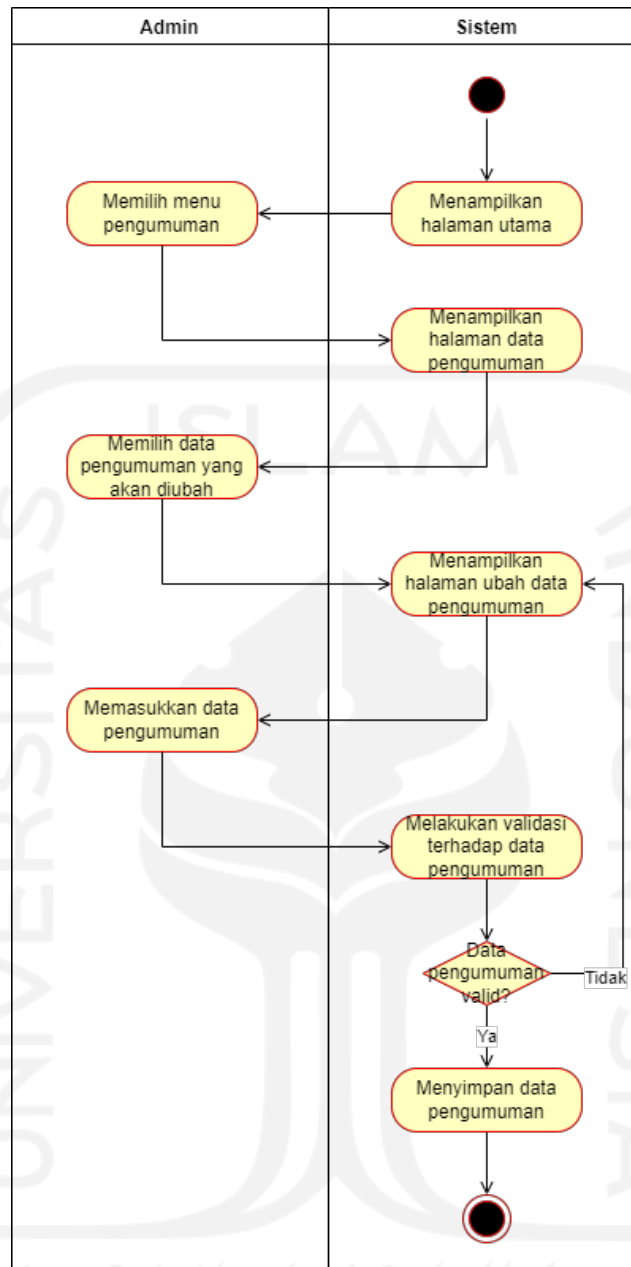 Admin
Sistem
Menampilkan
halaman utama
Memilih menu
pengumuman
Menampilkan
halaman data
pengumuman
Memilih data
pengumuman yang
akan diubah
Menampilkan
halaman ubah data
pengumuman
Memasukkan data
pengumuman
Melakukan validasi
terhadap data
pengumuman
Data
pengumuman
valid?
Tidak
Ya
Menyimpan data
pengumuman
ISLAM
UNIVERSITAS